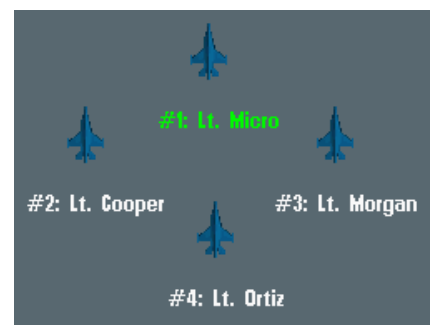 #1: Lt. Micro
#2: Lt. Cooper
#3: Lt. Morgan
#4: Lt. Ortiz